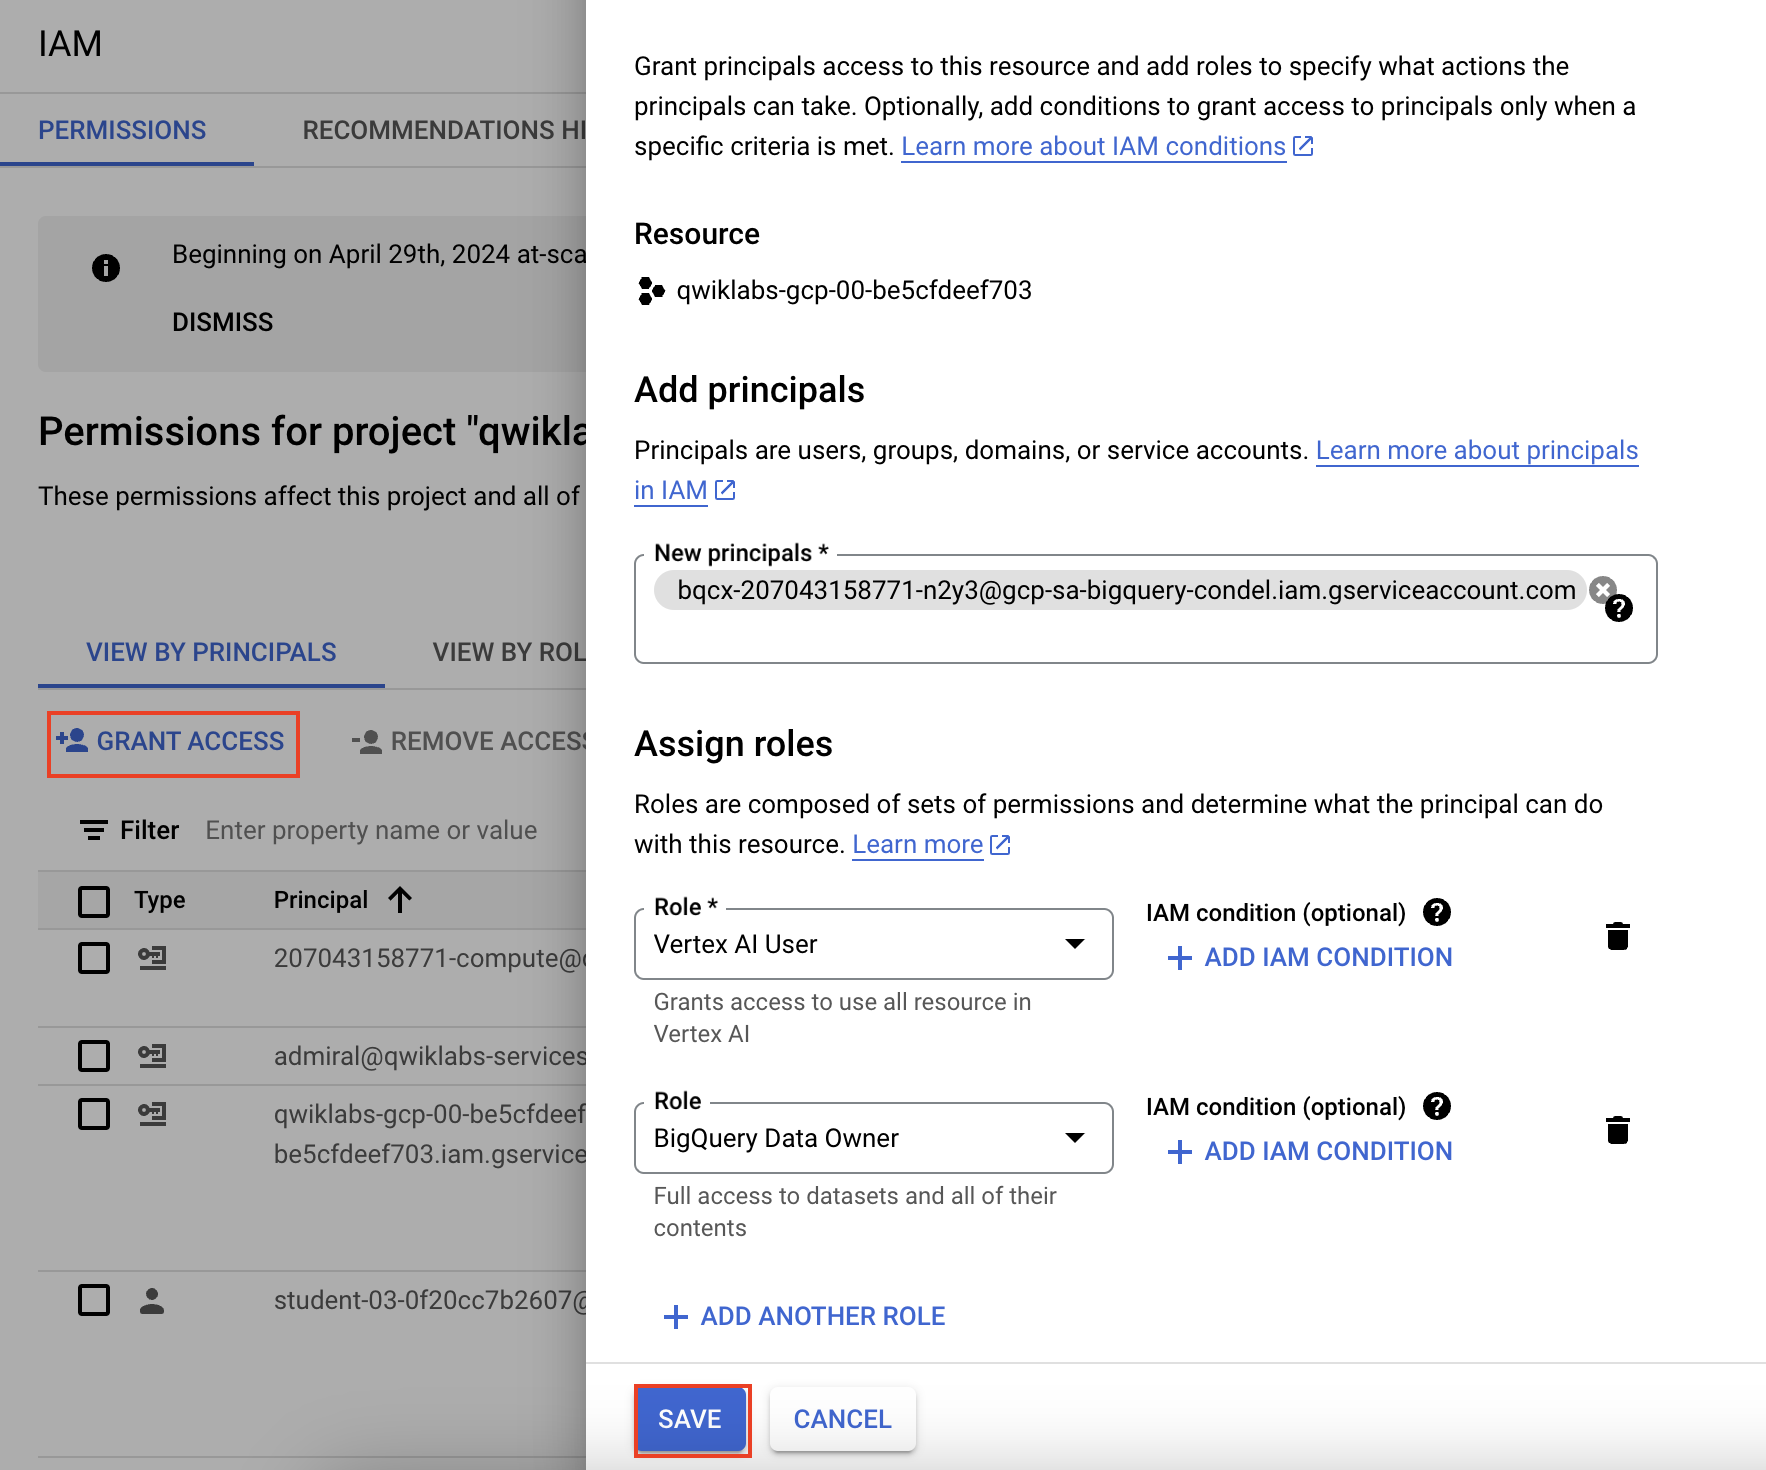 IAM
PERMISSIONS
RECOMMENDATIONS HI
Beginning on April 29th, 2024 at-sca
DISMISS
Permissions for project "qwikla
These permissions affect this project and all of
VIEW BY PRINCIPALS
VIEW BY ROL
GRANT ACCESS
REMOVE ACCESS
Filter Enter property name or value
Type Principal
207043158771-compute@
admiral@qwiklabs-services
qwiklabs-gcp-00-be5cfdeef
be5cfdeef703.iam.gservice
student-03-0f20cc7b2607@
Grant principals access to this resource and add roles to specify what actions the
principals can take. Optionally, add conditions to grant access to principals only when a
specific criteria is met. Learn more about IAM conditions
Resource
qwiklabs-gcp-00-be5cfdeef703
Add principals
Principals are users, groups, domains, or service accounts. Learn more about principals
in IAM
New principals *
bqcx-207043158771-n2y3@gcp-sa-bigquery-condel.iam.gserviceaccount.com
Assign roles
Roles are composed of sets of permissions and determine what the principal can do
with this resource. Learn more
Role *
Vertex AI User
IAM condition (optional)
ADD IAM CONDITION
Grants access to use all resource in
Vertex AI
Role
BigQuery Data Owner
IAM condition (optional)
ADD IAM CONDITION
Full access to datasets and all of their
contents
ADD ANOTHER ROLE
SAVE
CANCEL